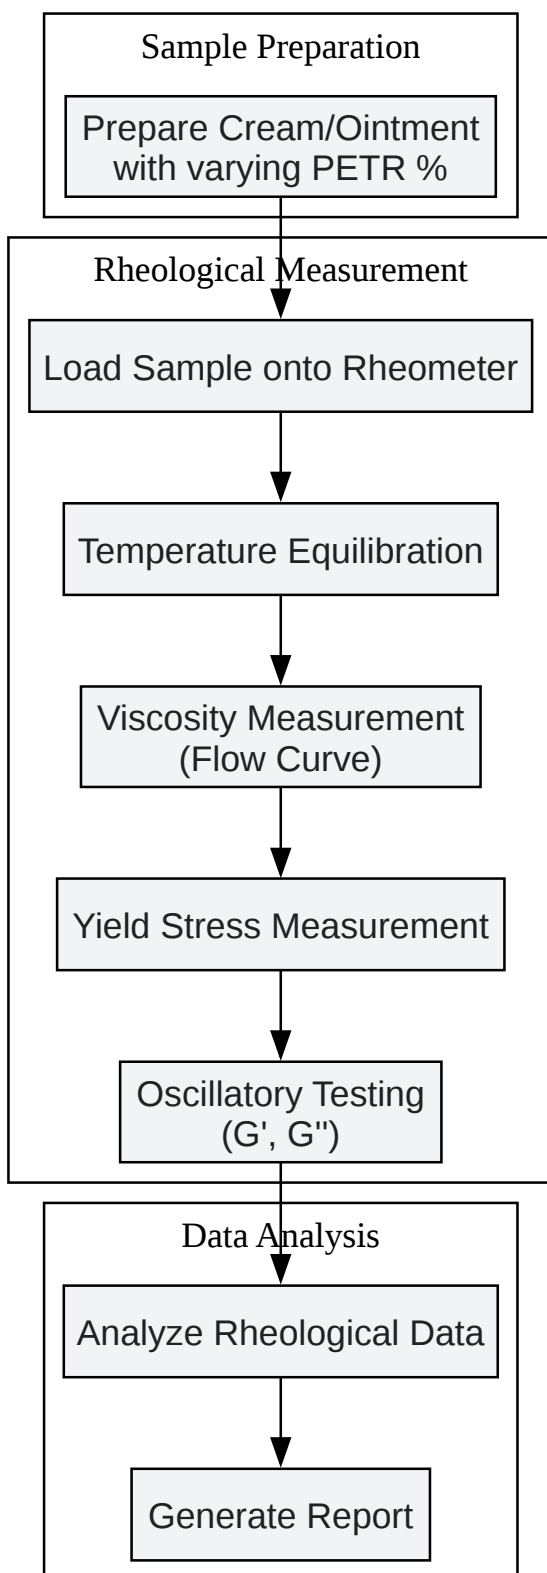 Sample Preparation
Prepare Cream/Ointment
with varying PETR %
Rheological Measurement
Load Sample onto Rheometer
Temperature Equilibration
Viscosity Measurement
(Flow Curve)
Yield Stress Measurement
Oscillatory Testing
(G', G'')
Data Analysis
Analyze Rheological Data
Generate Report